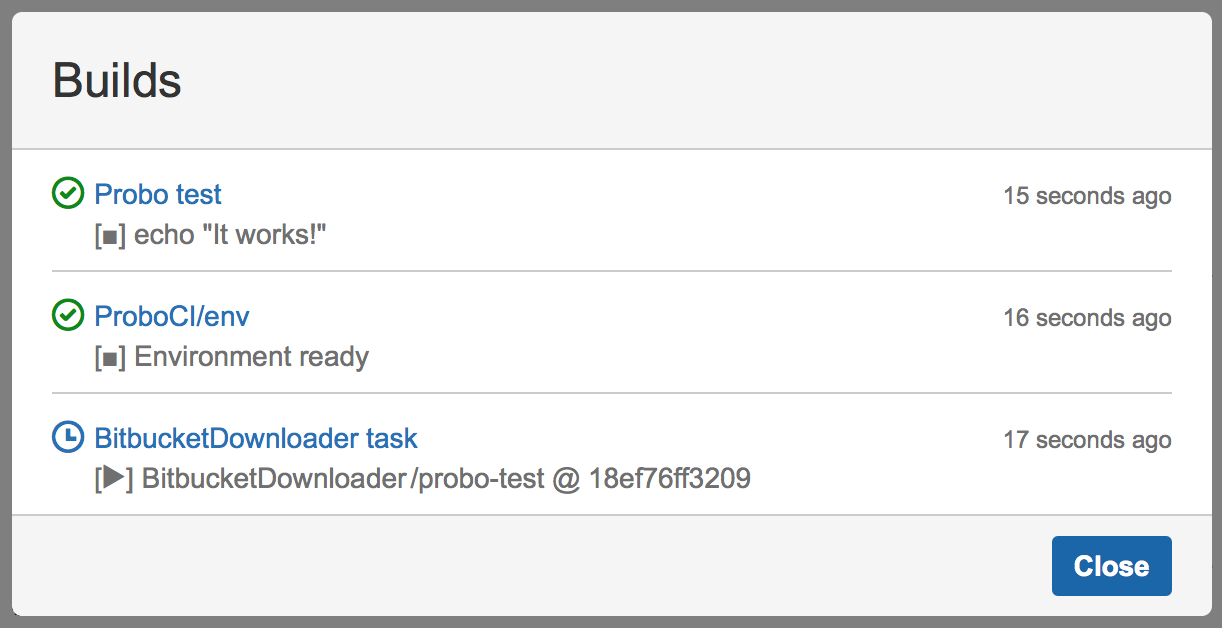 Builds
Probo test 15 seconds ago
[■] echo "It works!"
ProboCI/env 16 seconds ago
[■] Environment ready
BitbucketDownloader task 17 seconds ago
[▶] BitbucketDownloader/probo-test @ 18ef76ff3209
Close